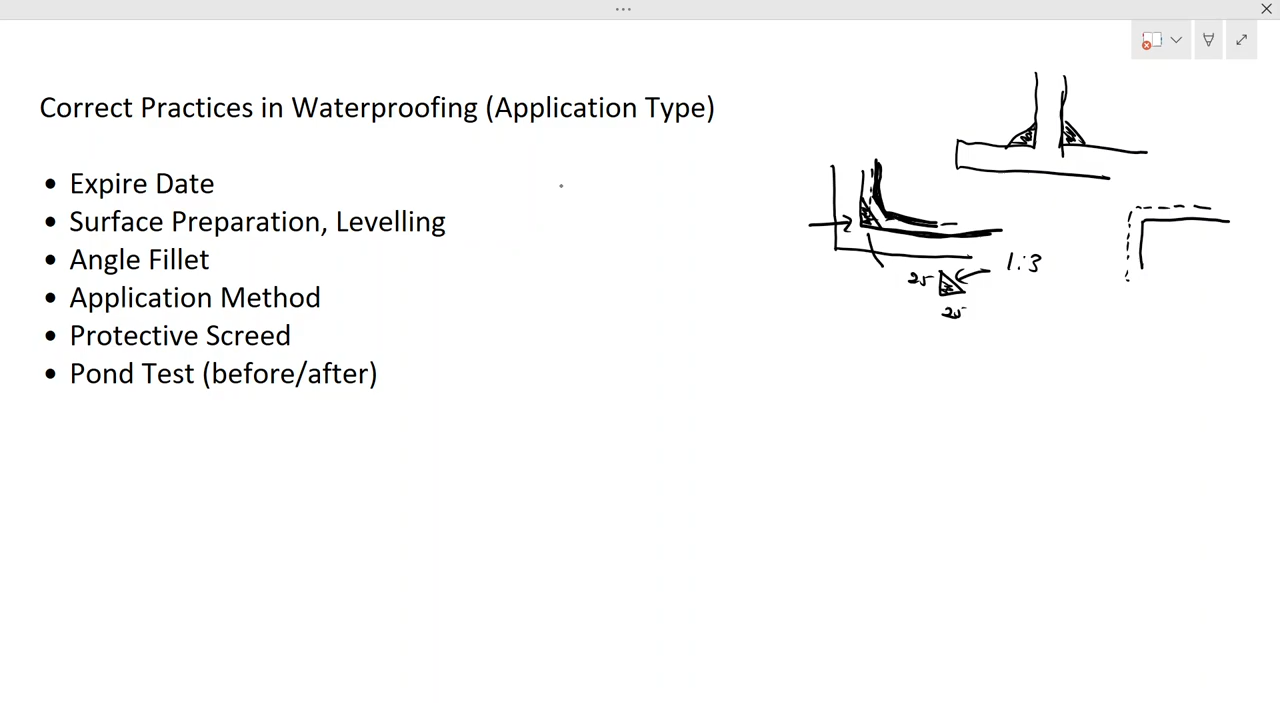 Correct Practices in Waterproofing (Application Type)
• Expire Date
• Surface Preparation, Levelling
• Angle Fillet
• Application Method
• Protective Screed
• Pond Test (before/after)
1:3
25
25